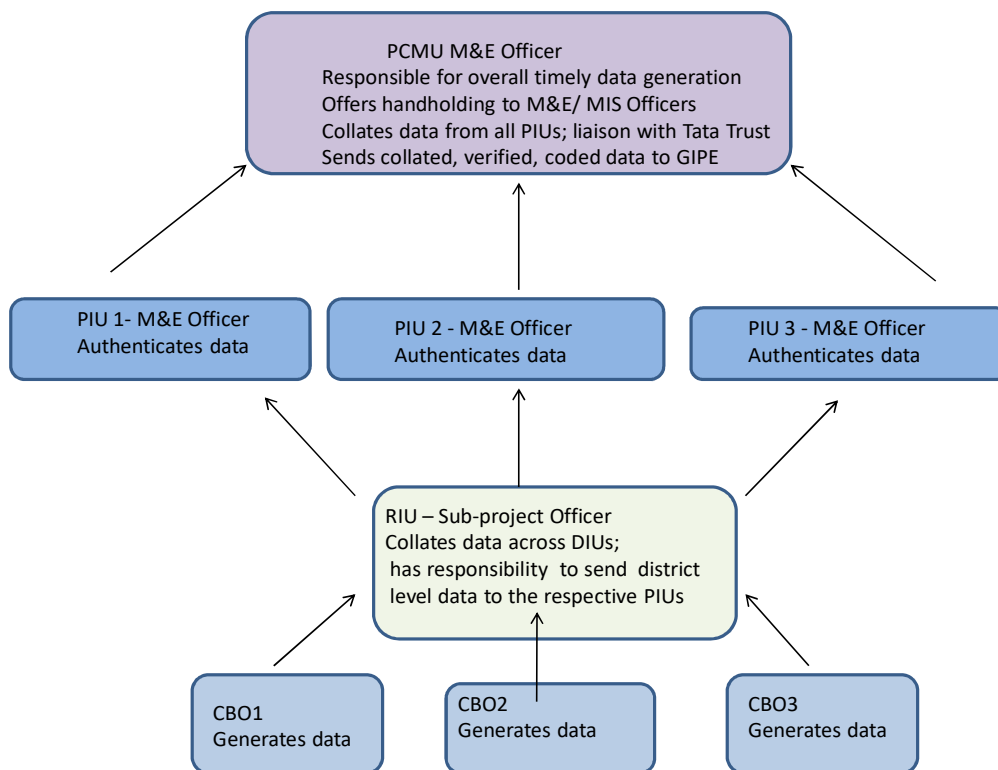 PCMU M&E Officer
Responsible for overall timely data generation
Offers handholding to M&E/ MIS Officers
Collates data from all PIUs; liaison with Tata Trust
Sends collated, verified, coded data to GIPE
PIU 1- M&E Officer
Authenticates data
PIU 2 - M&E Officer
Authenticates data
PIU 3 - M&E Officer
Authenticates data
RIU – Sub-project Officer
Collates data across DIUs;
has responsibility to send district
level data to the respective PIUs
CBO1
Generates data
CBO2
Generates data
CBO3
Generates data